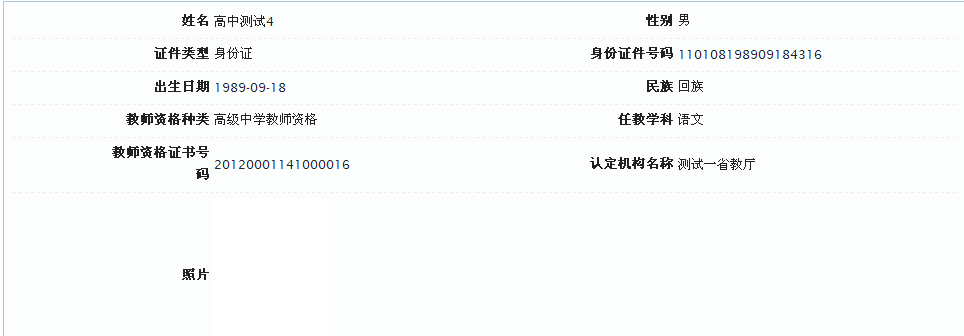 姓名 高中测试4 性别 男
证件类型 身份证 身份证件号码 110108198909184316
出生日期 1989-09-18 民族 回族
教师资格种类 高级中学教师资格 任教学科 语文
教师资格证书号
码 20120001141000016 认定机构名称 测试一省教厅
照片